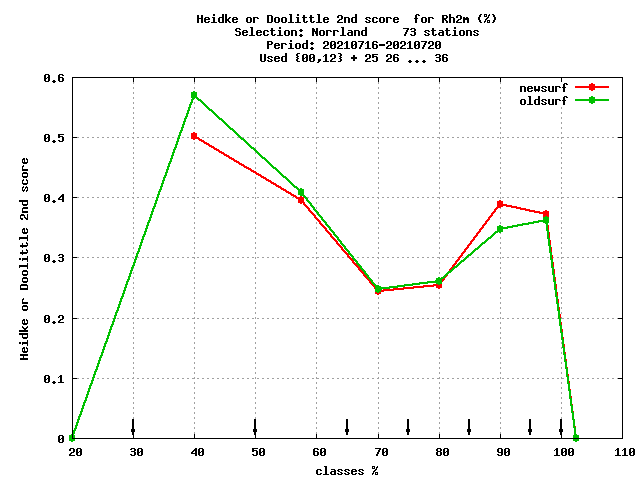 Heidke or Doolittle 2nd score  for Rh2m (%)
Selection: Norrland     73 stations
Period: 20210716-20210720
Used {00,12} + 25 26 ... 36
newsurf
oldsurf
0.6
0.5
0.4
0.3
0.2
0.1
0
Heidke or Doolittle 2nd score
20 30 40 50 60 70 80 90 100 110
classes %